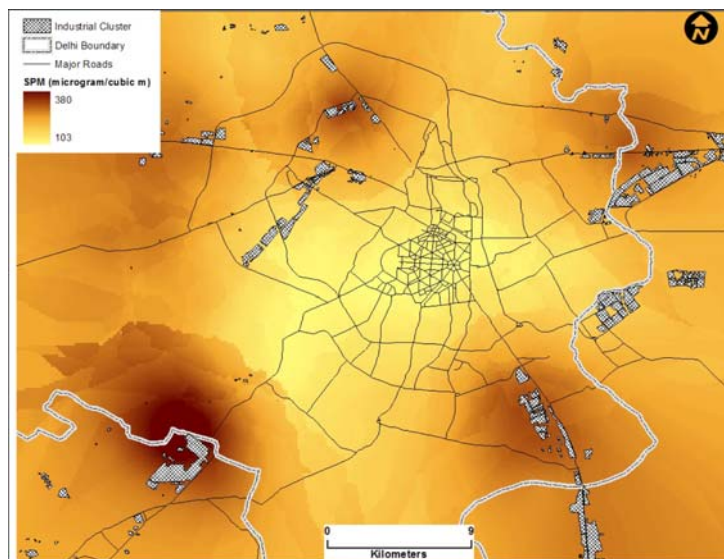 Industrial Cluster
Delhi Boundary
Major Roads
SPM (microgram/cubic m)
380
103
N
0 9
Kilometers